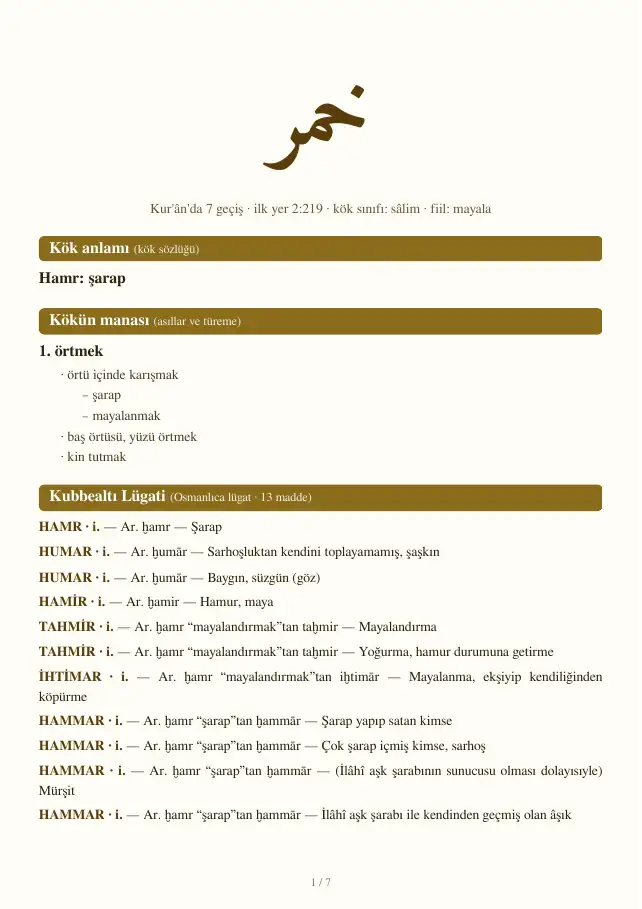 خمر
Kur'ân'da 7 geçiş · ilk yer 2:219 · kök sınıfı: sâlim · fiil: mayala
Kök anlamı (kök sözlüğü)
Hamr: şarap
Kökün manası (asıllar ve türeme)
1. örtmek
· örtü içinde karışmak
– şarap
– mayalanmak
· baş örtüsü, yüzü örtmek
· kin tutmak
Kubbealtı Lügati (Osmanlıca lügat · 13 madde)
HAMR · i. — Ar. ḫamr — Şarap
HUMAR · i. — Ar. ḫumār — Sarhoşluktan kendini toplayamamış, şaşkın
HUMAR · i. — Ar. ḫumār — Baygın, süzgün (göz)
HAMİR · i. — Ar. ḫamir — Hamur, maya
TAHMİR · i. — Ar. ḫamr “mayalandırmak”tan taḫmir — Mayalandırma
TAHMİR · i. — Ar. ḫamr “mayalandırmak”tan taḫmir — Yoğurma, hamur durumuna getirme
İHTİMAR · i. — Ar. ḫamr “mayalandırmak”tan iḫtimār — Mayalanma, ekşiyip kendiliğinden
köpürme
HAMMAR · i. — Ar. ḫamr “şarap”tan ḫammār — Şarap yapıp satan kimse
HAMMAR · i. — Ar. ḫamr “şarap”tan ḫammār — Çok şarap içmiş kimse, sarhoş
HAMMAR · i. — Ar. ḫamr “şarap”tan ḫammār — (İlâhî aşk şarabının sunucusu olması dolayısıyle)
Mürşit
HAMMAR · i. — Ar. ḫamr “şarap”tan ḫammār — İlâhî aşk şarabı ile kendinden geçmiş olan âşık
1 / 7